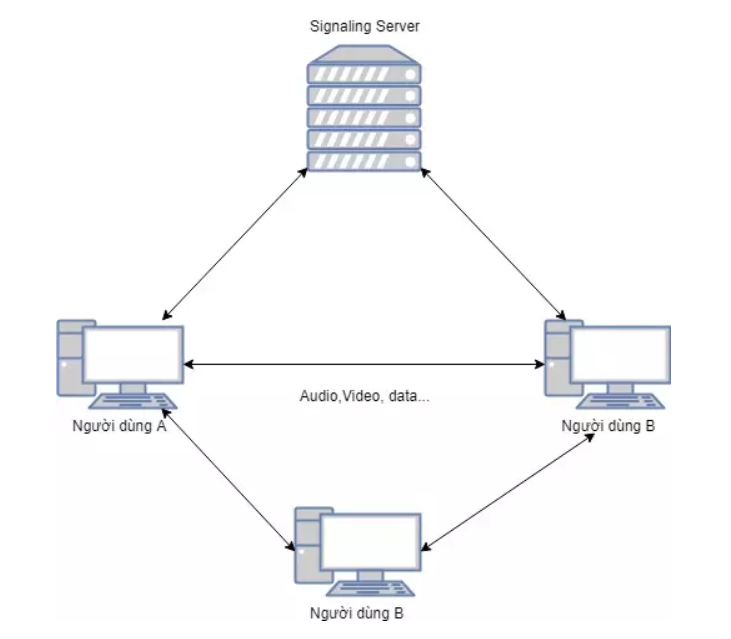 Signaling Server
Audio,Video, data...
Người dùng A
Người dùng B
Người dùng B